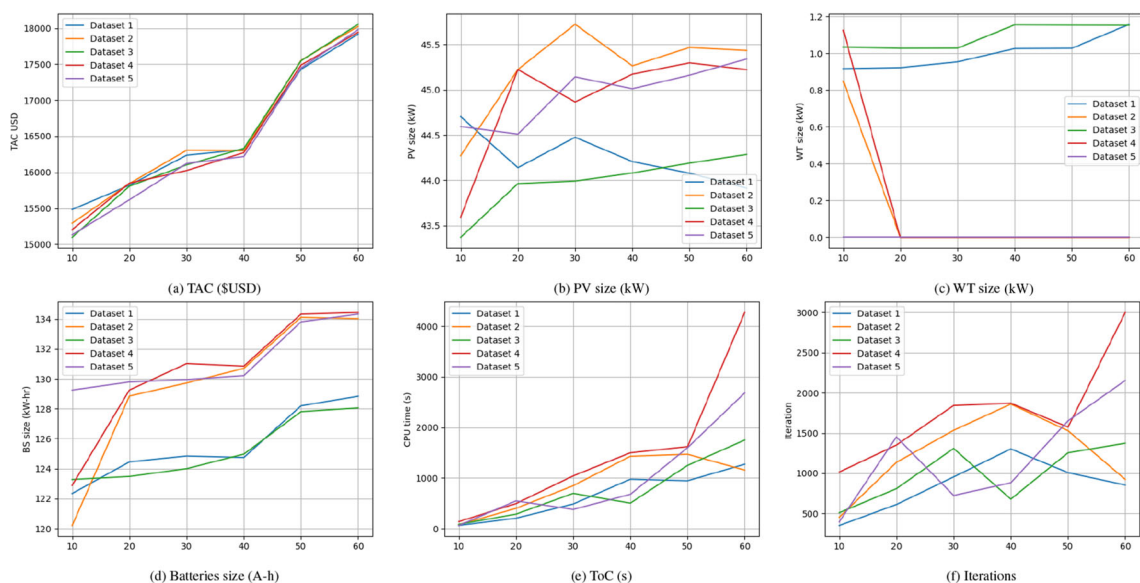 18000
17500
17000
16500
16000
15500
15000
TAC USD
Dataset 1
Dataset 2
Dataset 3
Dataset 4
Dataset 5
10 20 30 40 50 60
(a) TAC ($USD)
45.5
45.0
44.5
44.0
43.5
PV size (kW)
Dataset 1
Dataset 2
Dataset 3
Dataset 4
Dataset 5
10 20 30 40 50 60
(b) PV size (kW)
1.2
1.0
0.8
0.6
0.4
0.2
0.0
WT size (kW)
Dataset 1
Dataset 2
Dataset 3
Dataset 4
Dataset 5
10 20 30 40 50 60
(c) WT size (kW)
134
132
130
128
126
124
122
120
BS size (kW-hr)
Dataset 1
Dataset 2
Dataset 3
Dataset 4
Dataset 5
10 20 30 40 50 60
(d) Batteries size (A-h)
4000
3000
2000
1000
0
CPU time (s)
Dataset 1
Dataset 2
Dataset 3
Dataset 4
Dataset 5
10 20 30 40 50 60
(e) ToC (s)
3000
2500
2000
1500
1000
500
Iteration
Dataset 1
Dataset 2
Dataset 3
Dataset 4
Dataset 5
10 20 30 40 50 60
(f) Iterations